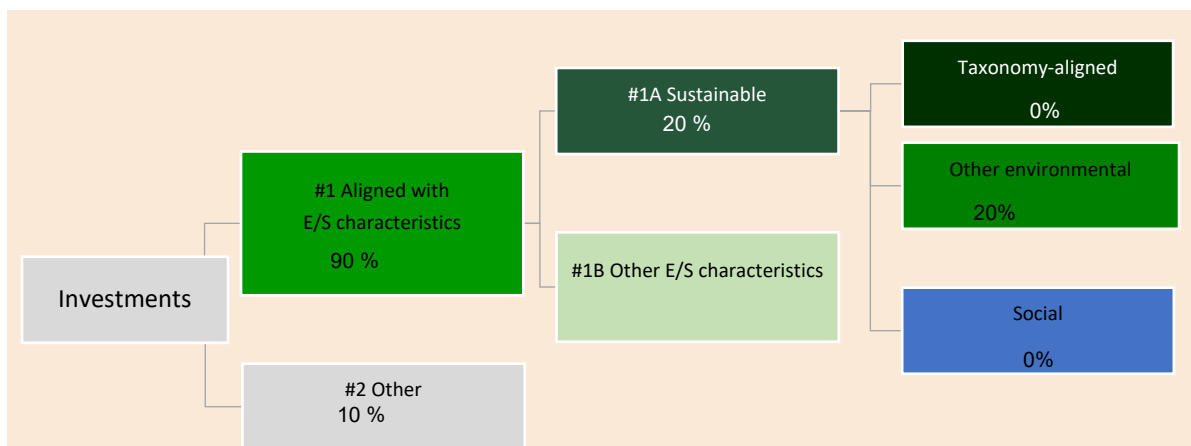 Investments
#1 Aligned with
E/S characteristics
90 %
#2 Other
10 %
#1A Sustainable
20 %
#1B Other E/S characteristics
Taxonomy-aligned
0%
Other environmental
20%
Social
0%